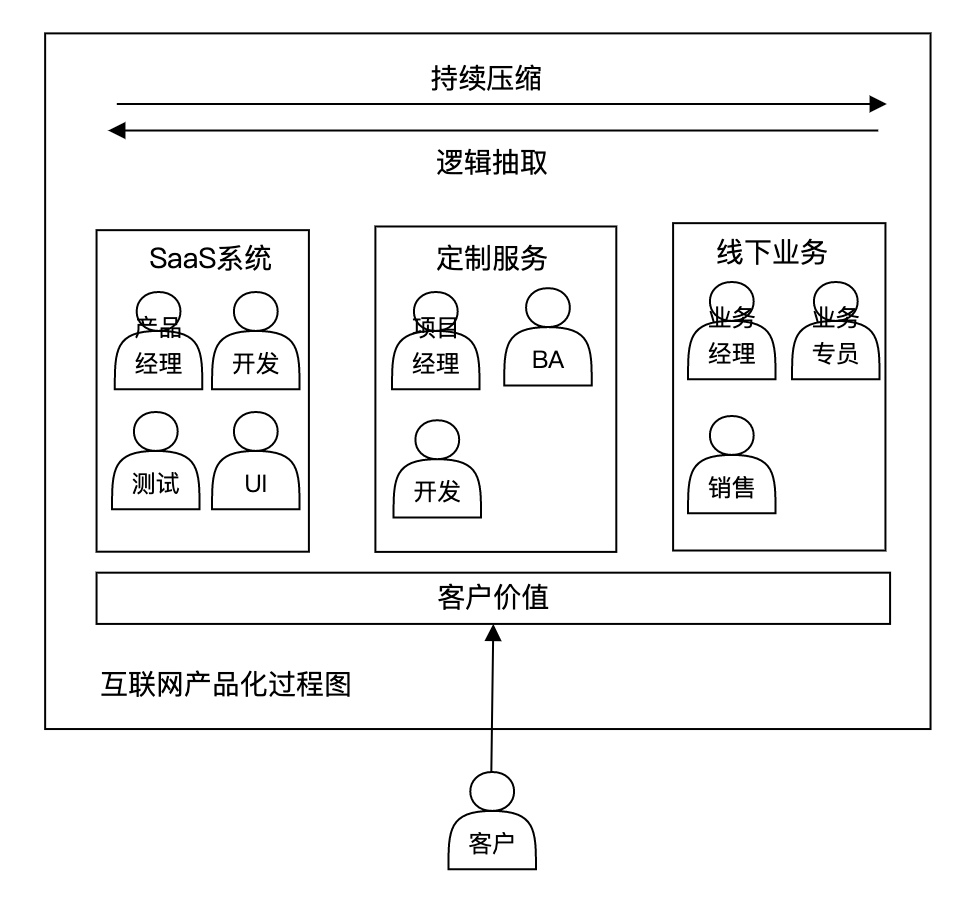 持续压缩
逻辑抽取
SaaS系统
产品
经理
开发
测试
UI
定制服务
项目
经理
BA
开发
线下业务
业务
经理
业务
专员
销售
客户价值
互联网产品化过程图
客户